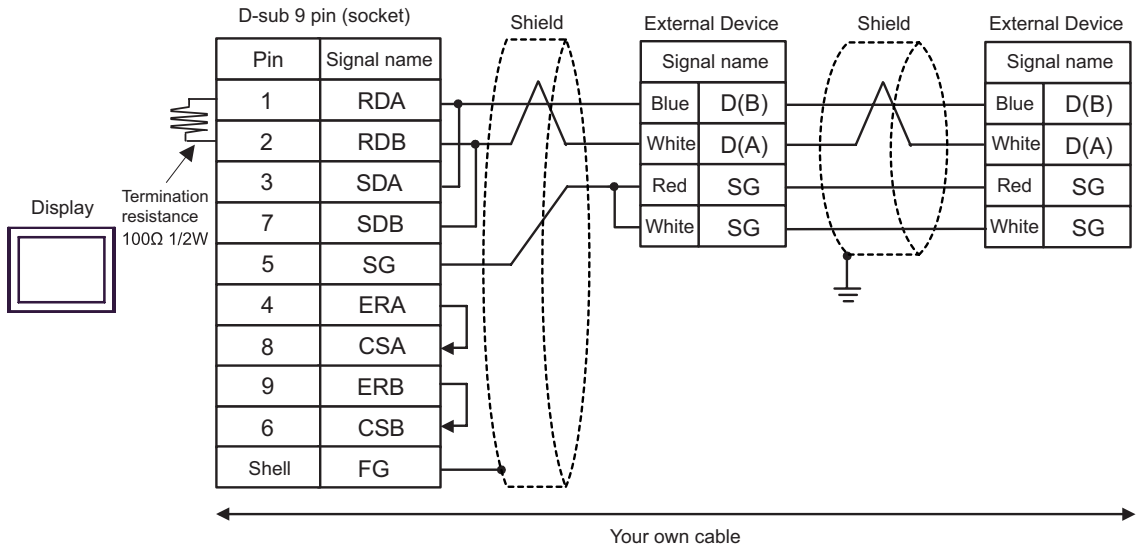 D-sub 9 pin (socket)
Shield
External Device
Shield
External Device
Pin Signal name
Signal name
Signal name
1 RDA
Blue D(B)
Blue D(B)
2 RDB
White D(A)
White D(A)
3 SDA
Red SG
Red SG
7 SDB
White SG
White SG
5 SG
4 ERA
8 CSA
9 ERB
6 CSB
Shell FG
Termination
resistance
100Ω 1/2W
Display
Your own cable